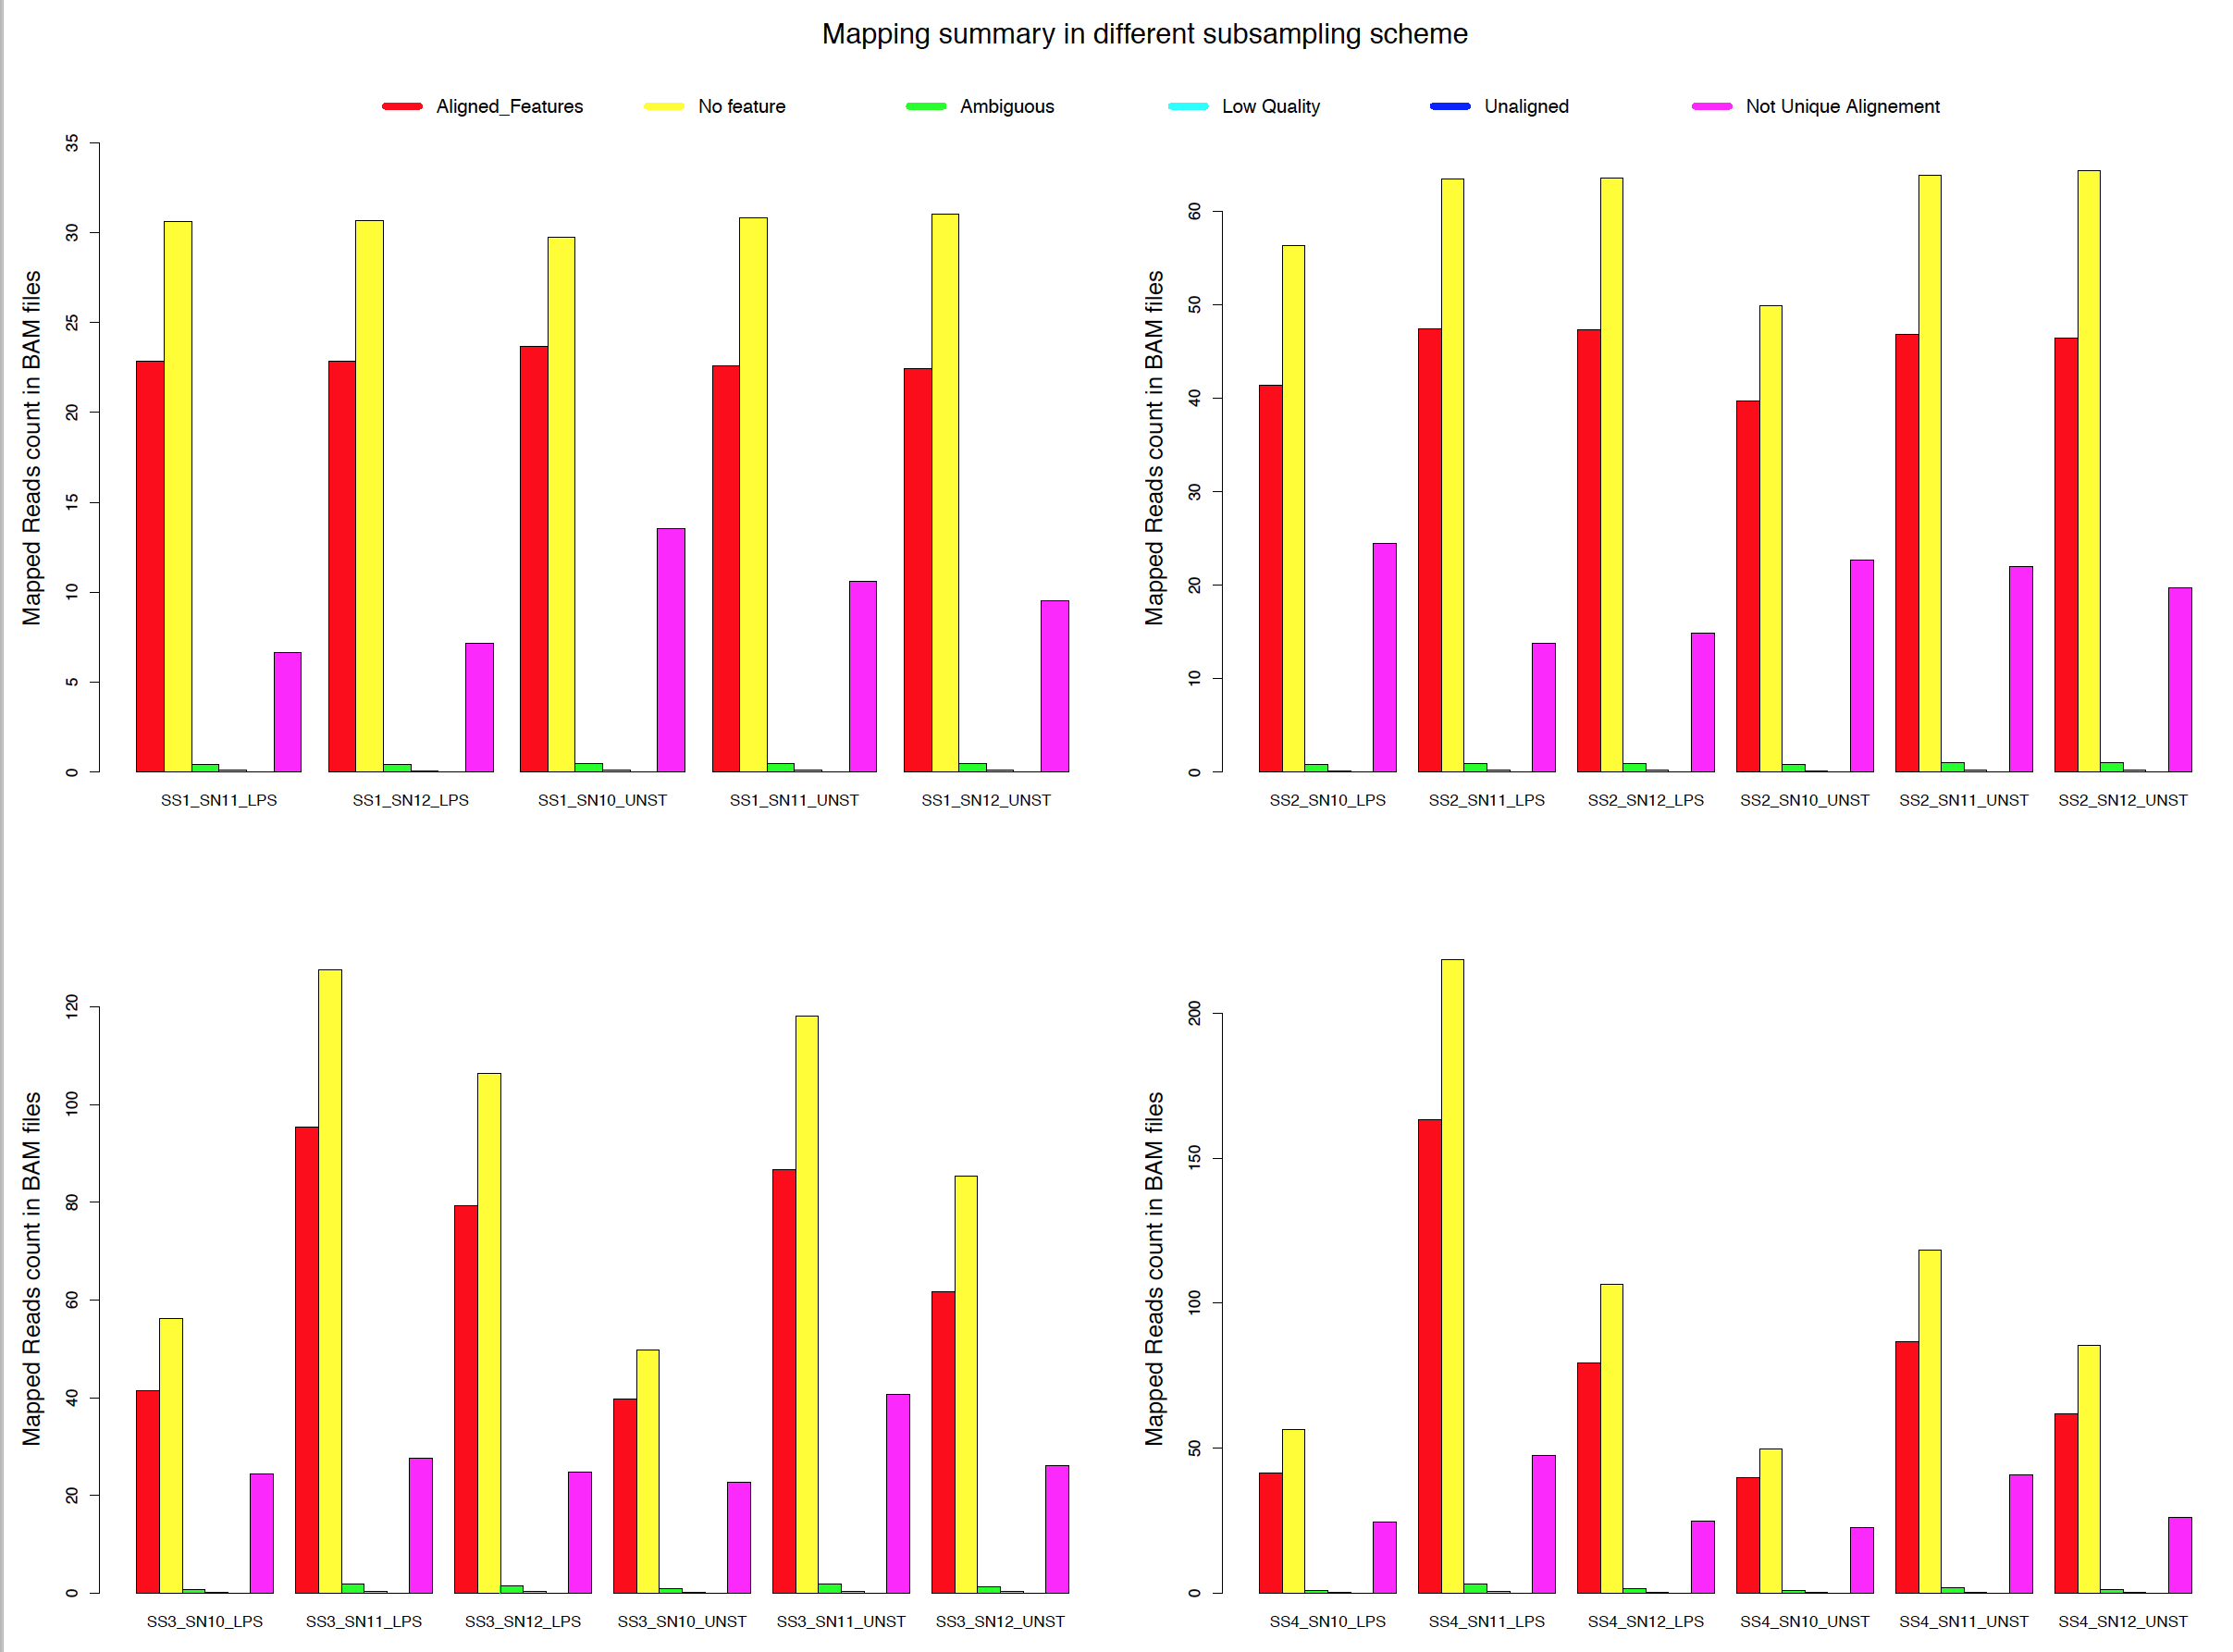 Mapping summary in different subsampling scheme
Aligned_Features No feature Ambiguous Low Quality Unaligned Not Unique Alignement
Mapped Reads count in BAM files
35
30
25
20
15
10
5
0
SS1_SN11_LPS SS1_SN12_LPS SS1_SN10_UNST SS1_SN11_UNST SS1_SN12_UNST
Mapped Reads count in BAM files
60
50
40
30
20
10
0
SS2_SN10_LPS SS2_SN11_LPS SS2_SN12_LPS SS2_SN10_UNST SS2_SN11_UNST SS2_SN12_UNST
Mapped Reads count in BAM files
120
100
80
60
40
20
0
SS3_SN10_LPS SS3_SN11_LPS SS3_SN12_LPS SS3_SN10_UNST SS3_SN11_UNST SS3_SN12_UNST
Mapped Reads count in BAM files
200
150
100
50
0
SS4_SN10_LPS SS4_SN11_LPS SS4_SN12_LPS SS4_SN10_UNST SS4_SN11_UNST SS4_SN12_UNST